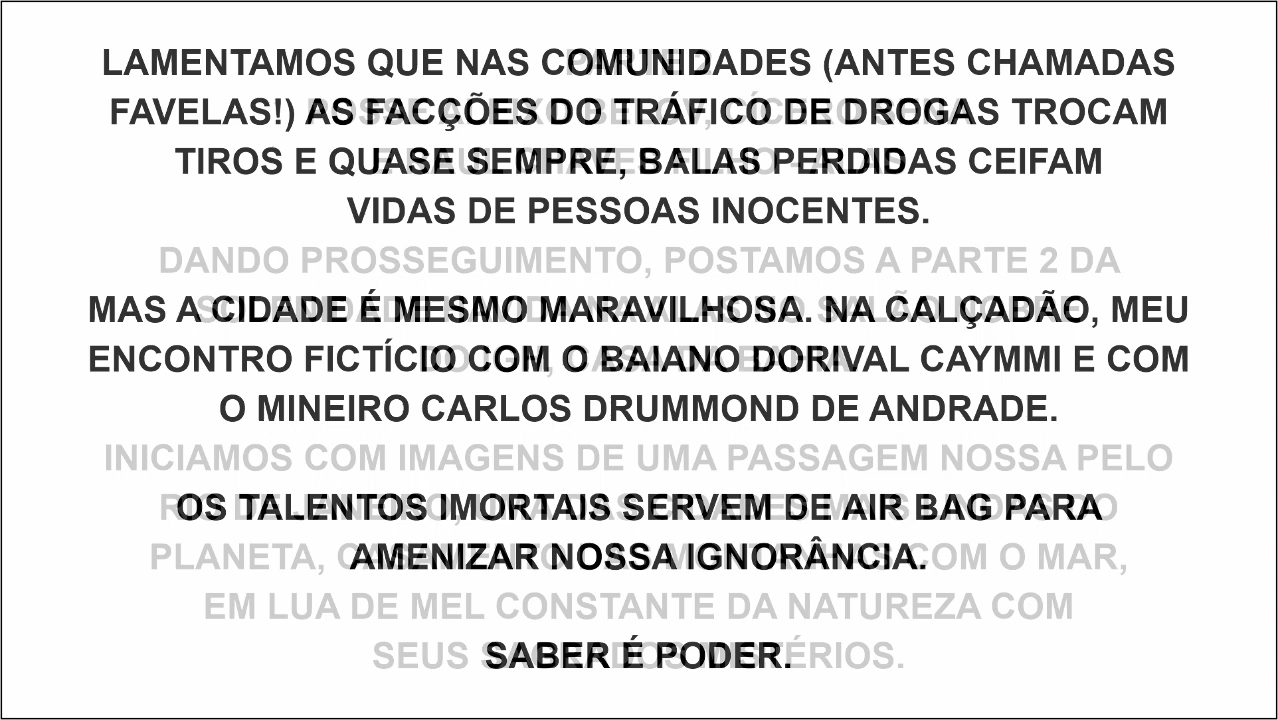 LAMENTAMOS QUE NAS COMUNIDADES (ANTES CHAMADAS
FAVELAS!) AS FACÇÕES DO TRÁFICO DE DROGAS TROCAM
TIROS E QUASE SEMPRE, BALAS PERDIDAS CEIFAM
VIDAS DE PESSOAS INOCENTES.
DANDO PROSSEGUIMENTO, POSTAMOS A PARTE 2 DA
MAS A CIDADE É MESMO MARAVILHOSA. NA CALÇADÃO, MEU
ENCONTRO FICTÍCIO COM O BAIANO DORIVAL CAYMMI E COM
O MINEIRO CARLOS DRUMMOND DE ANDRADE.
INICIAMOS COM IMAGENS DE UMA PASSAGEM NOSSA PELO
OS TALENTOS IMORTAIS SERVEM DE AIR BAG PARA
PLANETA, COM O MAR,
AMENIZAR NOSSA IGNORÂNCIA.
EM LUA DE MEL CONSTANTE DA NATUREZA COM
SEUS
SABER É PODER.